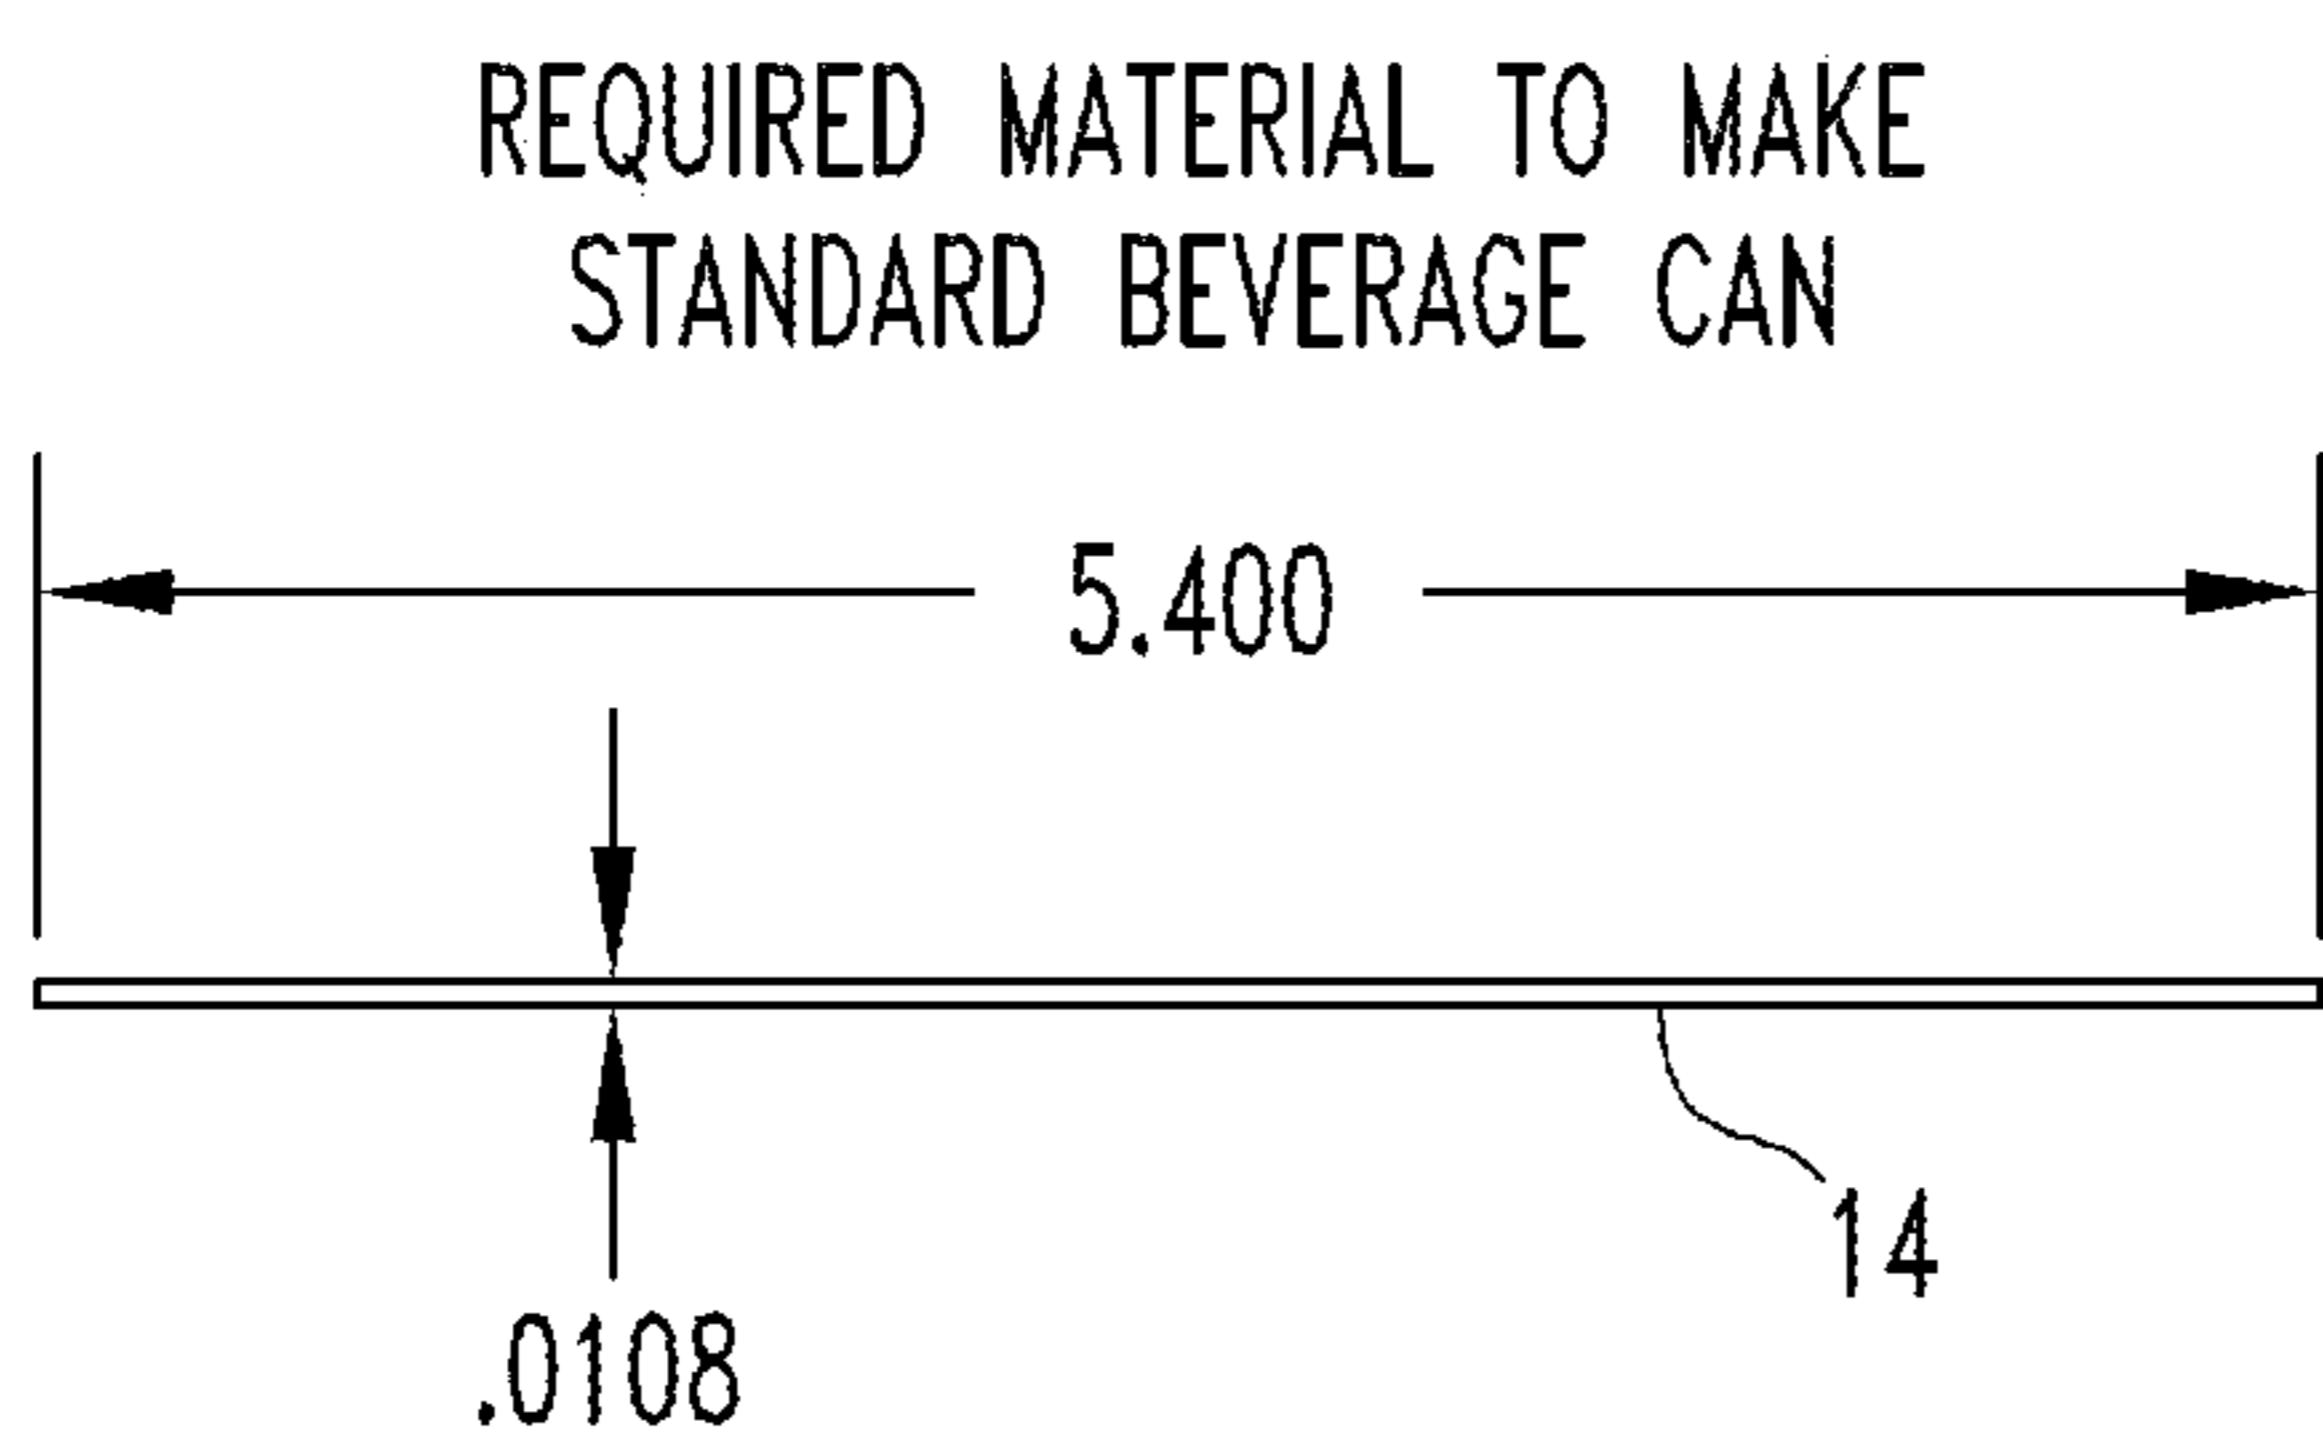 REQUIRED MATERIAL TO MAKE
STANDARD BEVERAGE CAN
5.400
14
.0108